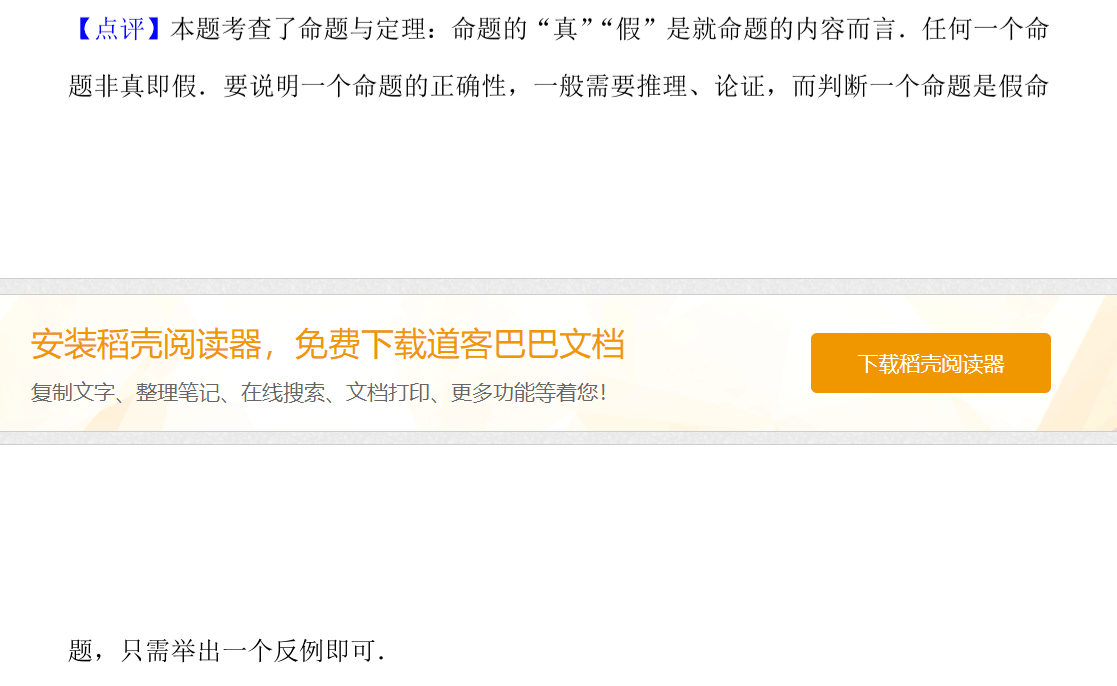 【点评】本题考查了命题与定理：命题的“真”“假”是就命题的内容而言．任何一个命
题非真即假．要说明一个命题的正确性，一般需要推理、论证，而判断一个命题是假命
安装稻壳阅读器，免费下载道客巴巴文档
下载稻壳阅读器
复制文字、整理笔记、在线搜索、文档打印、更多功能等着您！
题，只需举出一个反例即可．